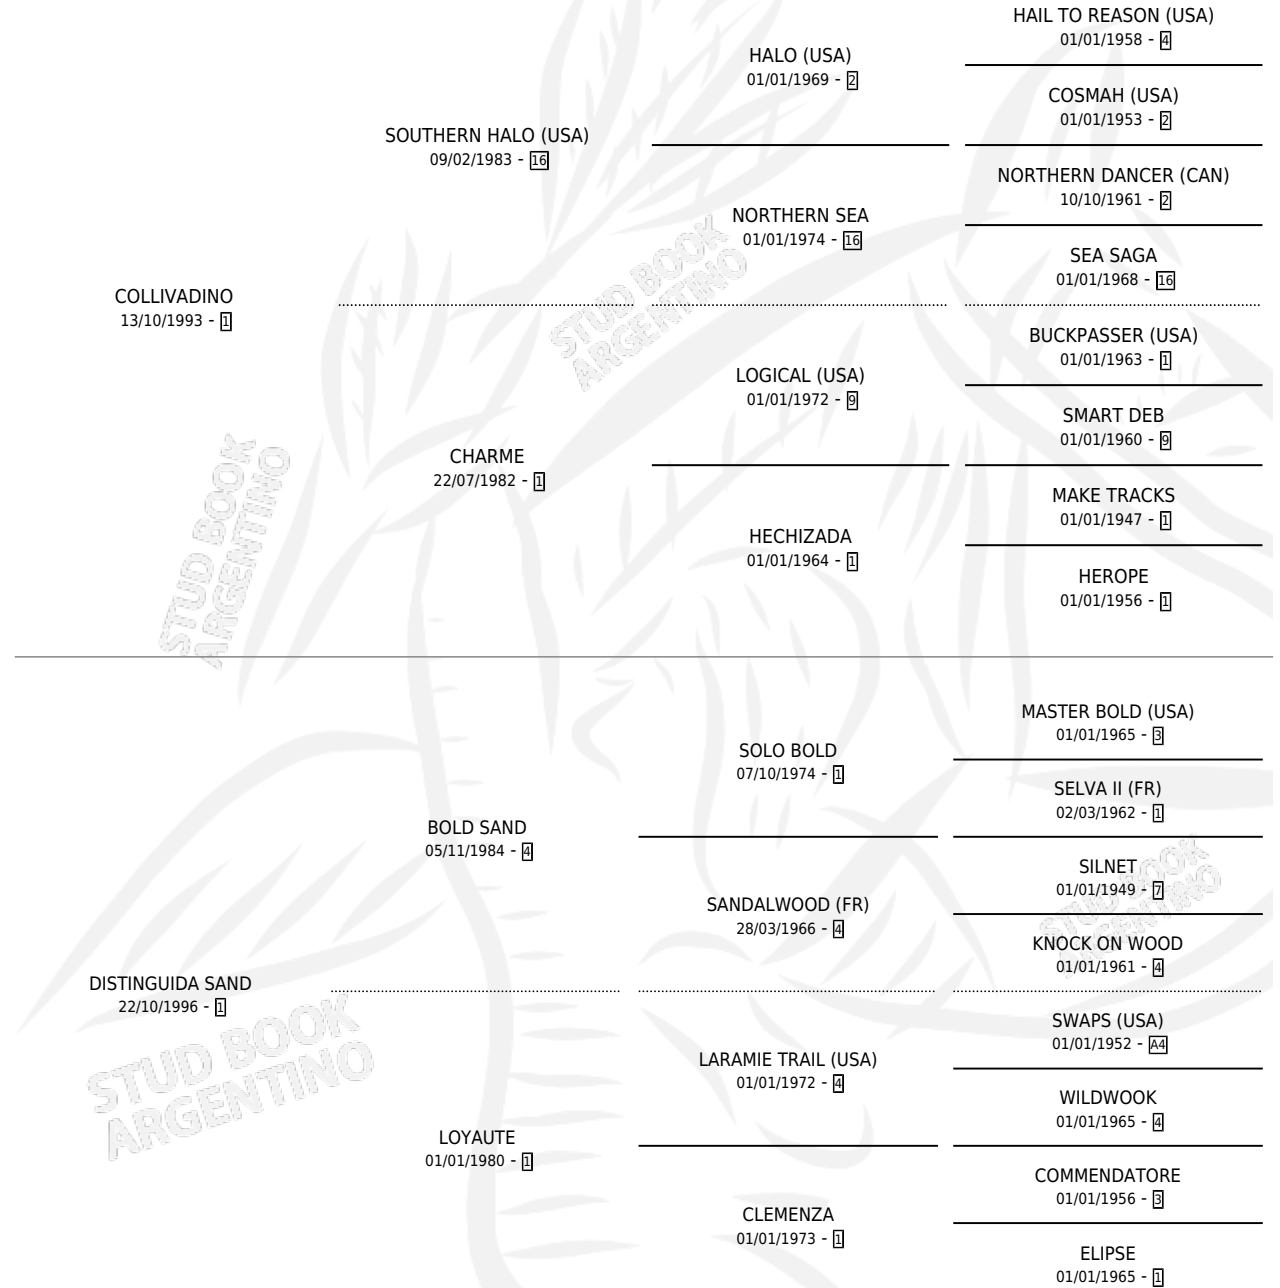 HAIL TO REASON (USA)
01/01/1958 - 4
HALO (USA)
01/01/1969 - 2
COSMAH (USA)
01/01/1953 - 2
SOUTHERN HALO (USA)
09/02/1983 - 16
NORTHERN DANCER (CAN)
10/10/1961 - 2
NORTHERN SEA
01/01/1974 - 16
SEA SAGA
01/01/1968 - 16
COLLIVADINO
13/10/1993 - 1
STUD BOOK
ARGENTINO
BUCKPASSER (USA)
01/01/1963 - 1
LOGICAL (USA)
01/01/1972 - 9
SMART DEB
01/01/1960 - 9
CHARME
22/07/1982 - 1
MAKE TRACKS
01/01/1947 - 1
HECHIZADA
01/01/1964 - 1
HEROPE
01/01/1956 - 1
STUD BOOK
ARGENTINO
MASTER BOLD (USA)
01/01/1965 - 3
SOLO BOLD
07/10/1974 - 1
SELVA II (FR)
02/03/1962 - 1
BOLD SAND
05/11/1984 - 4
SILNET
01/01/1949 - 7
SANDALWOOD (FR)
28/03/1966 - 4
KNOCK ON WOOD
01/01/1961 - 4
STUD BOOK
ARGENTINO
DISTINGUIDA SAND
22/10/1996 - 1
SWAPS (USA)
01/01/1952 - A4
LARAMIE TRAIL (USA)
01/01/1972 - 4
WILDWOOK
01/01/1965 - 4
STUD BOOK
ARGENTINO
LOYAUTE
01/01/1980 - 1
COMMENDATORE
01/01/1956 - 3
CLEMENZA
01/01/1973 - 1
ELIPSE
01/01/1965 - 1